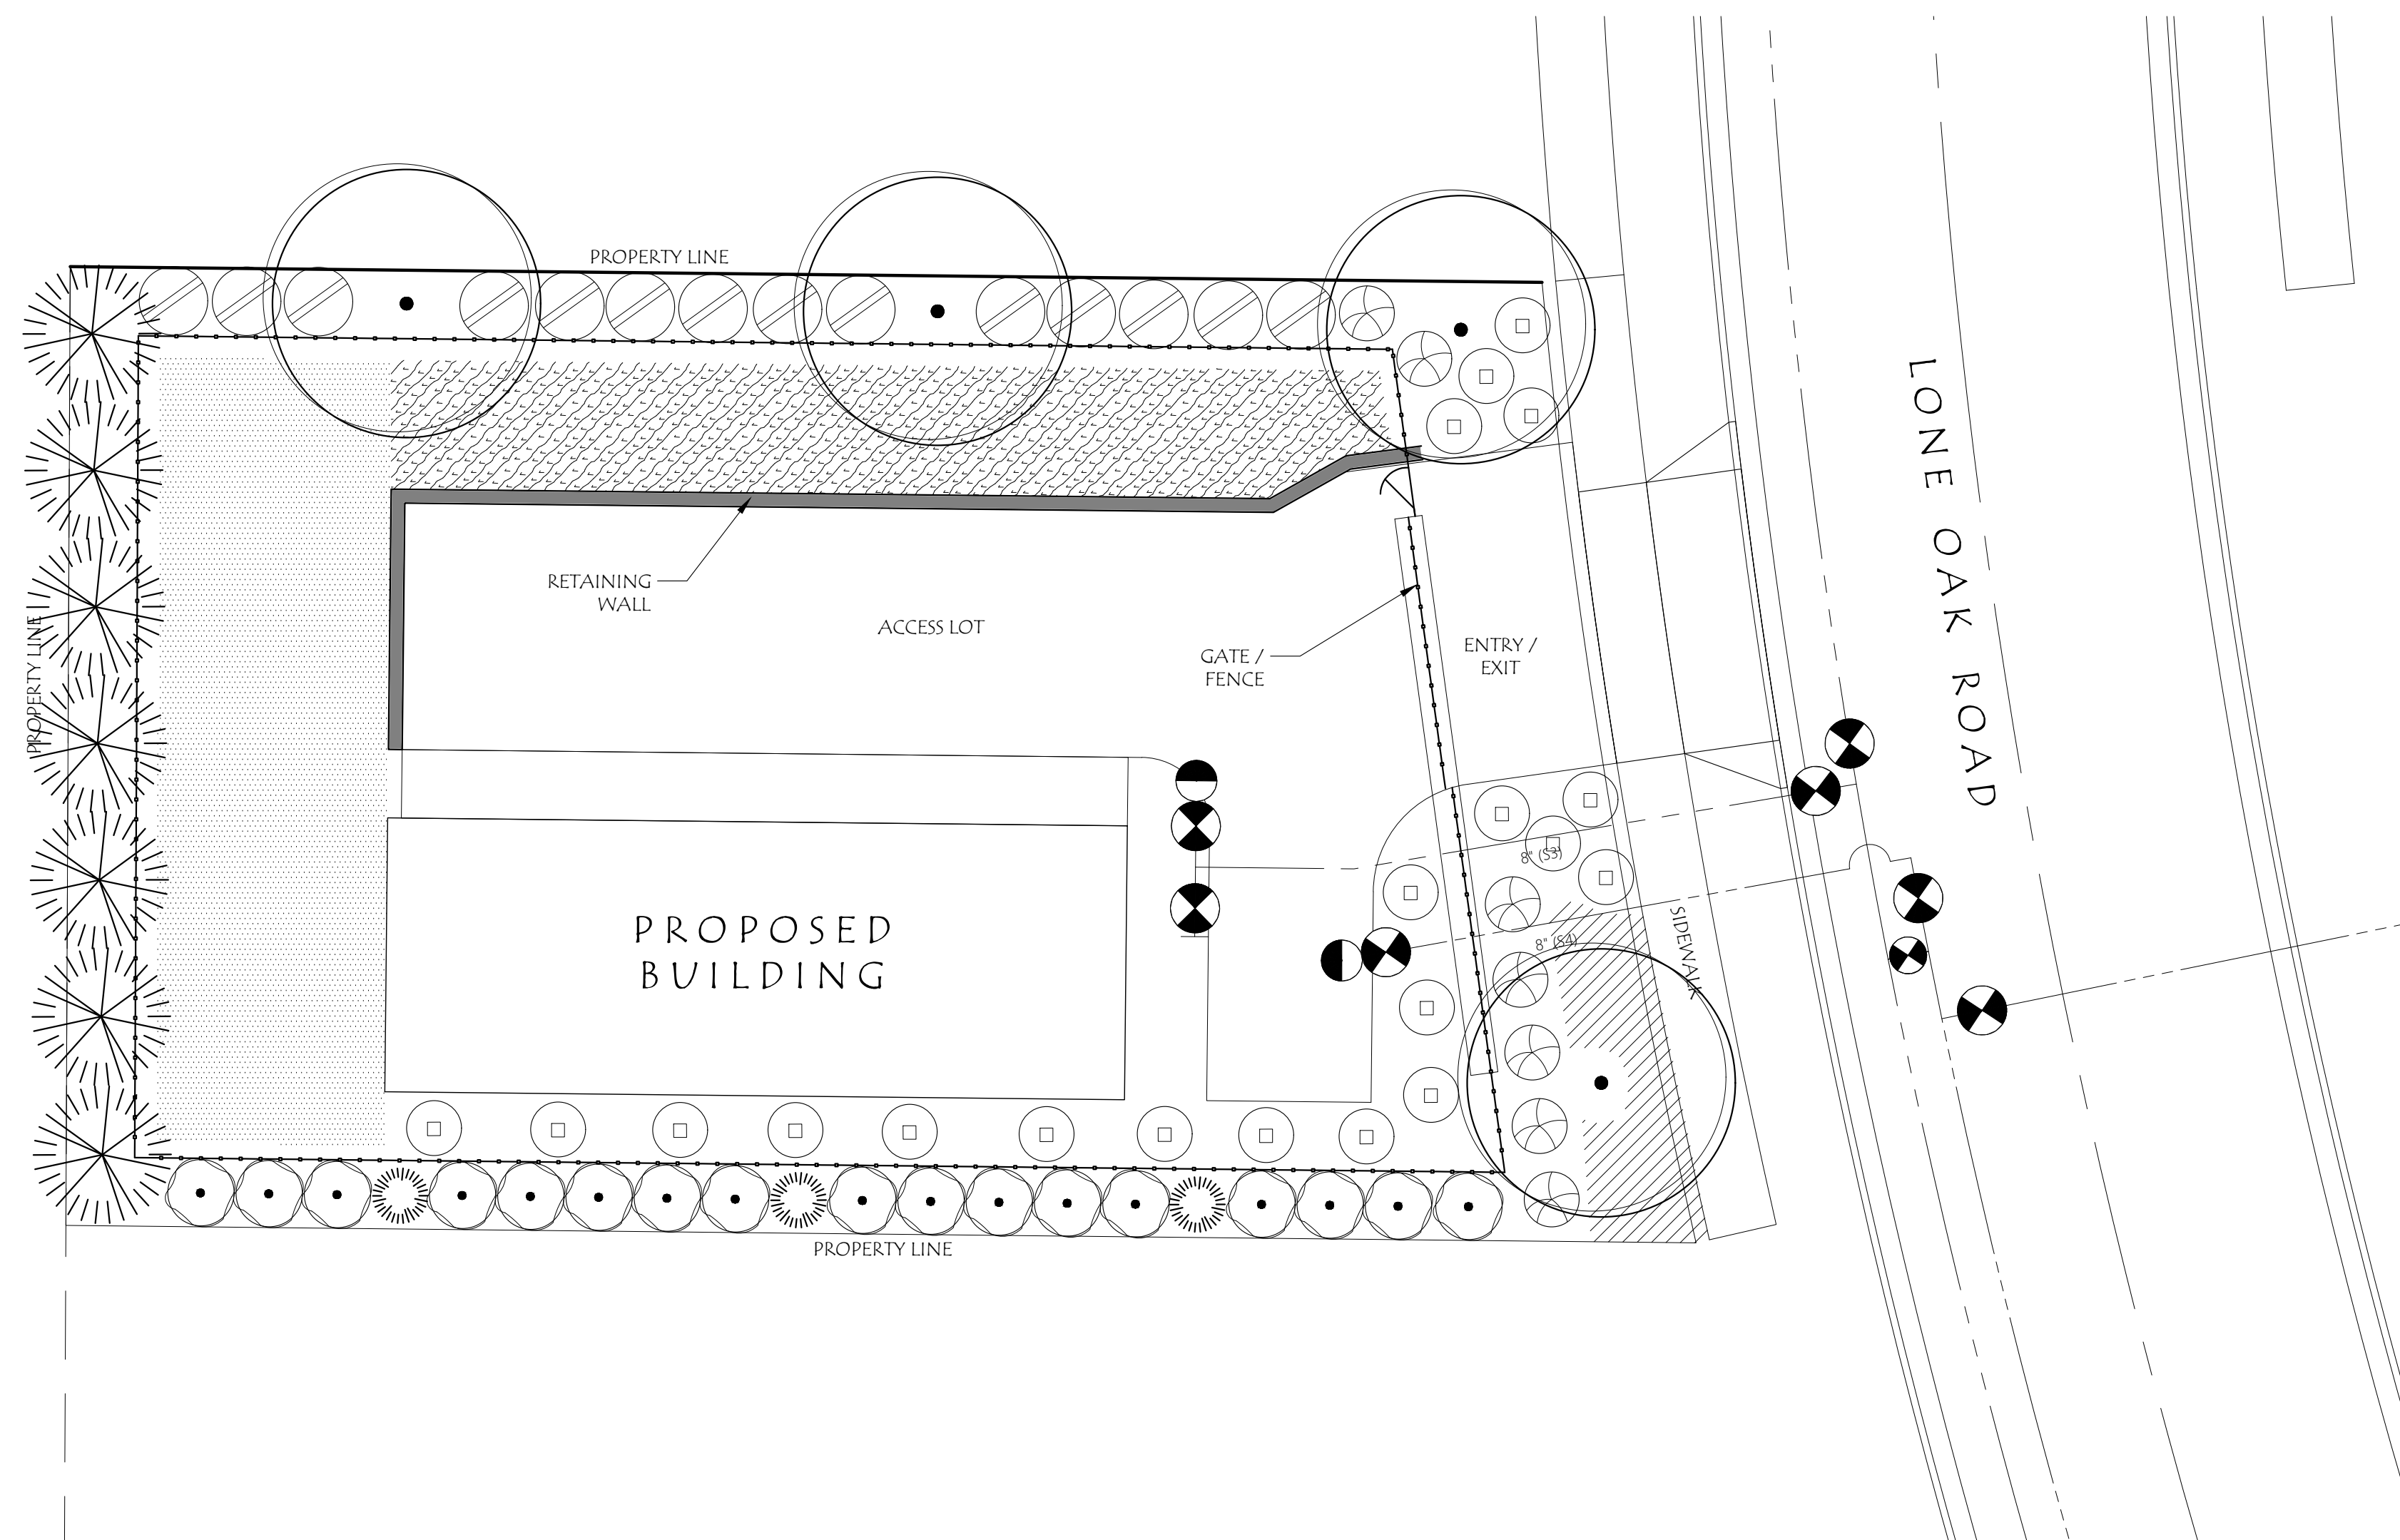 PROPERTY LINE
LONE OAK ROAD
RETAINING
WALL
ACCESS LOT
GATE /
FENCE
ENTRY /
EXIT
PROPERTY LINE
8" (S3)
PROPOSED
BUILDING
8" (S4)
SIDEWALK
PROPERTY LINE